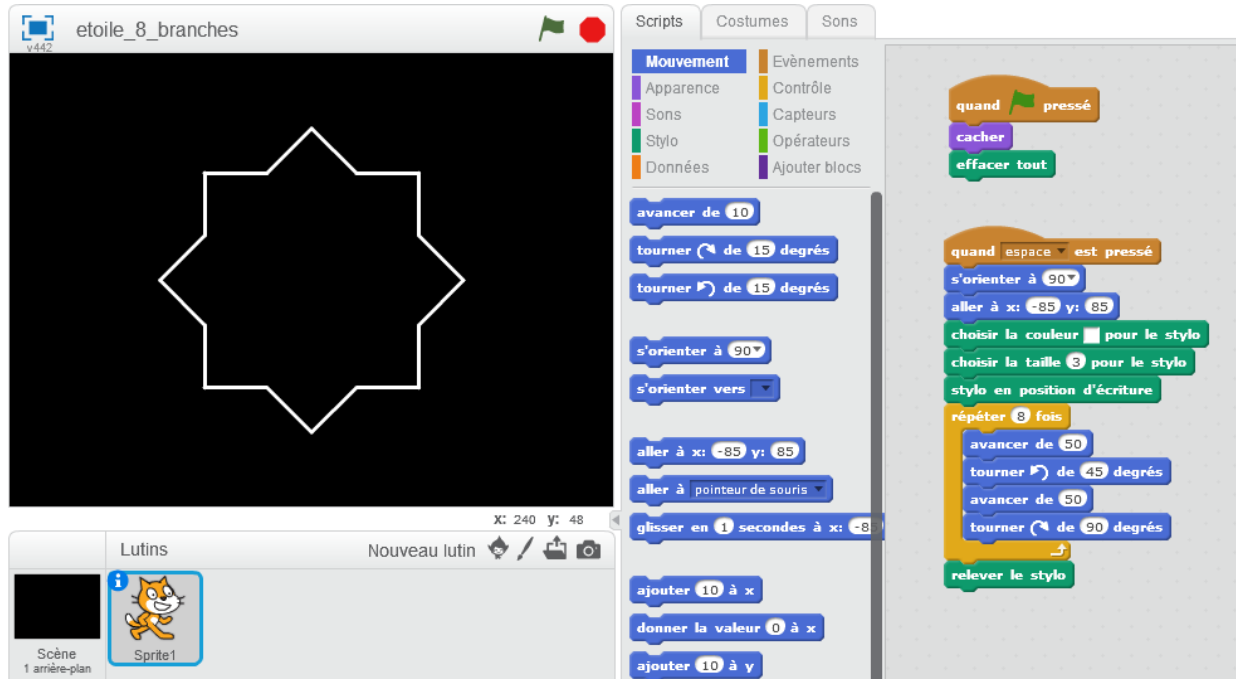 v442
etoile_8_branches
x: 240 y: 48
Lutins
Nouveau lutin
Scène
1 arrière-plan
Sprite1
Scripts
Costumes
Sons
Mouvement
Evènements
Apparence
Contrôle
Sons
Capteurs
Stylo
Opérateurs
Données
Ajouter blocs
avancer de 10
tourner de 15 degrés
tourner de 15 degrés
s'orienter à 90
s'orienter vers
aller à x: -85 y: 85
aller à pointeur de souris
glisser en 1 secondes à x: -85
ajouter 10 à x
donner la valeur 0 à x
ajouter 10 à y
quand pressé
cacher
effacer tout
quand espace est pressé
s'orienter à 90
aller à x: -85 y: 85
choisir la couleur pour le stylo
choisir la taille 3 pour le stylo
stylo en position d'écriture
répéter 8 fois
avancer de 50
tourner de 45 degrés
avancer de 50
tourner de 90 degrés
relever le stylo